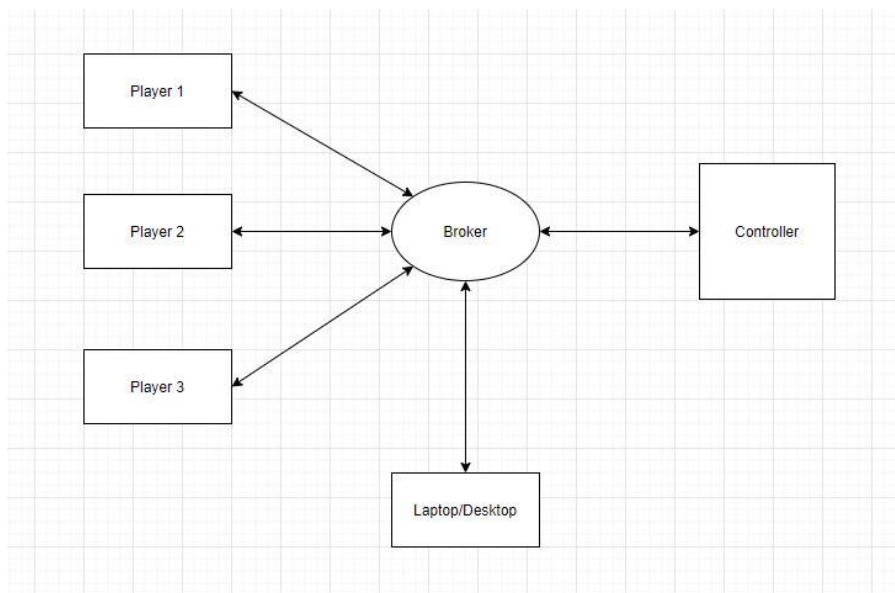 Player 1
Player 2
Broker
Controller
Player 3
Laptop/Desktop